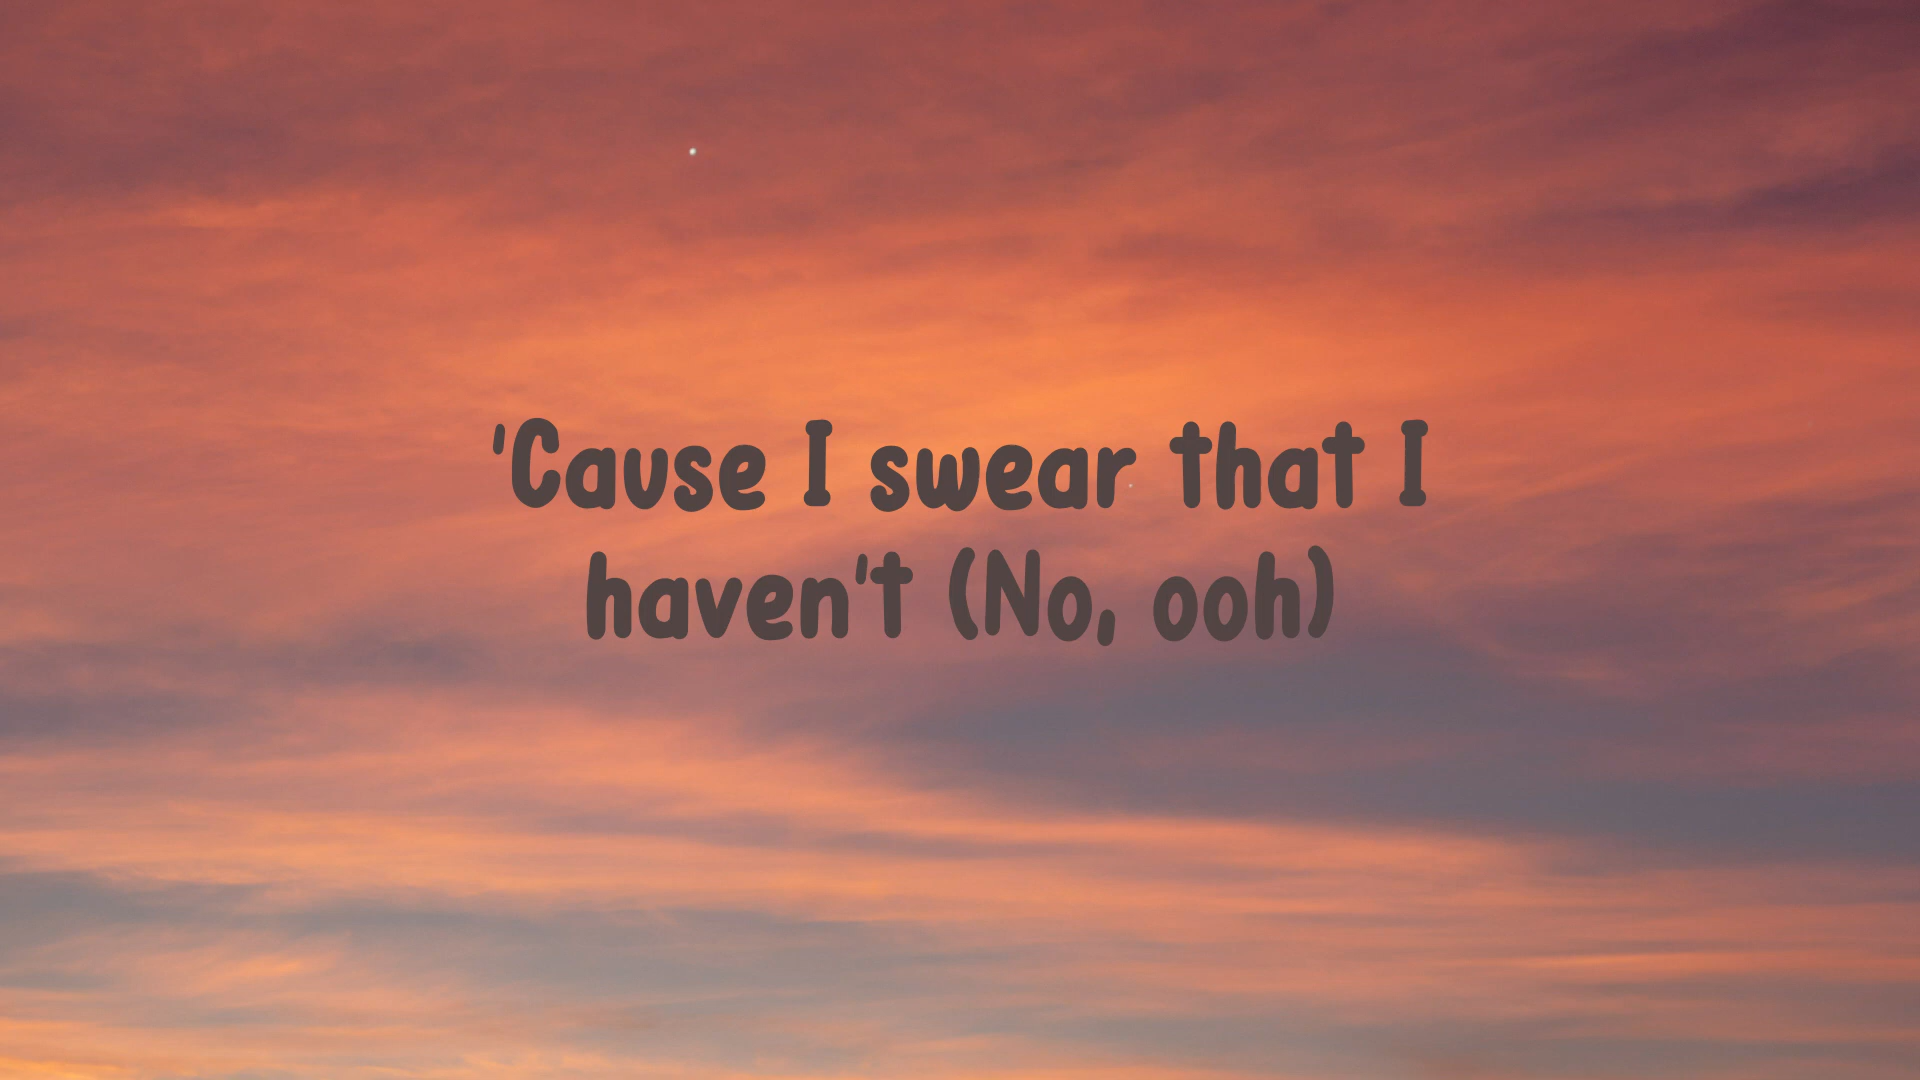 'Cause I swear that I
haven't (No, ooh)